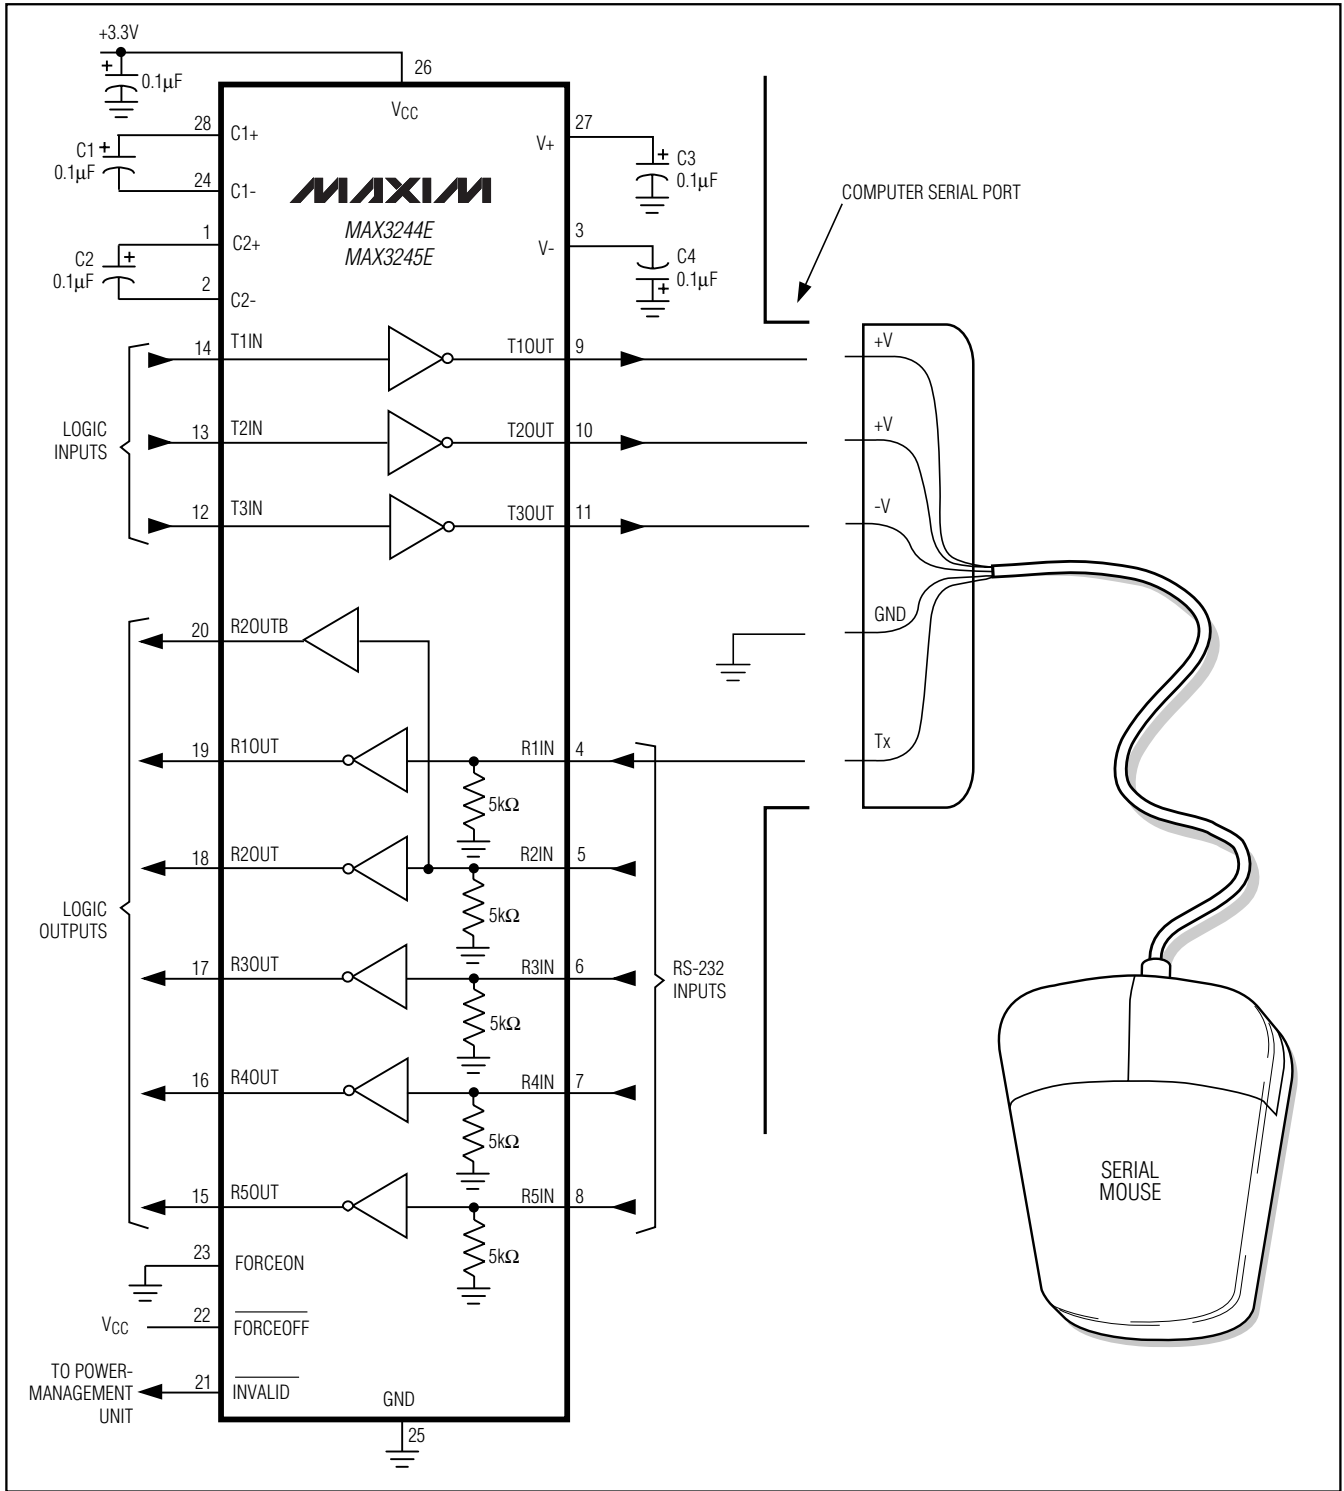 +3.3V
0.1µF
26
VCC
28
C1+
C1
0.1µF
24
C1-
1
C2+
C2
0.1µF
2
C2-
27
V+
C3
0.1µF
3
V-
C4
0.1µF
MAXIM
MAX3244E
MAX3245E
COMPUTER SERIAL PORT
LOGIC
INPUTS
14
T1IN
T1OUT
9
+V
13
T2IN
T2OUT
10
+V
12
T3IN
T3OUT
11
-V
GND
Tx
LOGIC
OUTPUTS
20
R2OUTB
19
R1OUT
R1IN
4
5kΩ
18
R2OUT
R2IN
5
5kΩ
17
R3OUT
R3IN
6
5kΩ
16
R4OUT
R4IN
7
5kΩ
15
R5OUT
R5IN
8
5kΩ
RS-232
INPUTS
23
FORCEON
VCC
22
FORCEOFF
TO POWER-
MANAGEMENT
UNIT
21
INVALID
GND
25
SERIAL
MOUSE